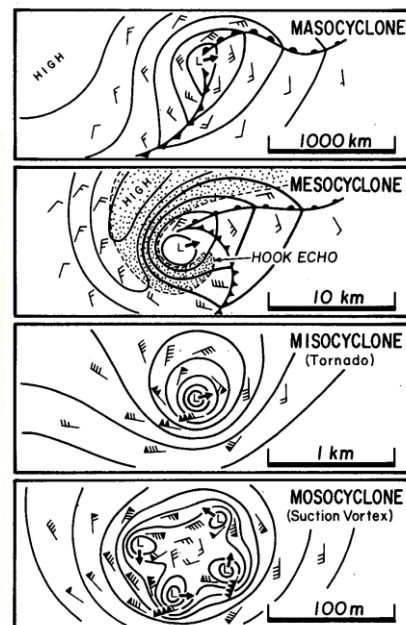 MASOCYCLONE
HIGH
L
1000 km
MESOCYCLONE
HIGH
L
HOOK ECHO
10 km
MISOCYCLONE
(Tornado)
L
1 km
MOSOCYCLONE
(Suction Vortex)
L
L
L
L
100 m